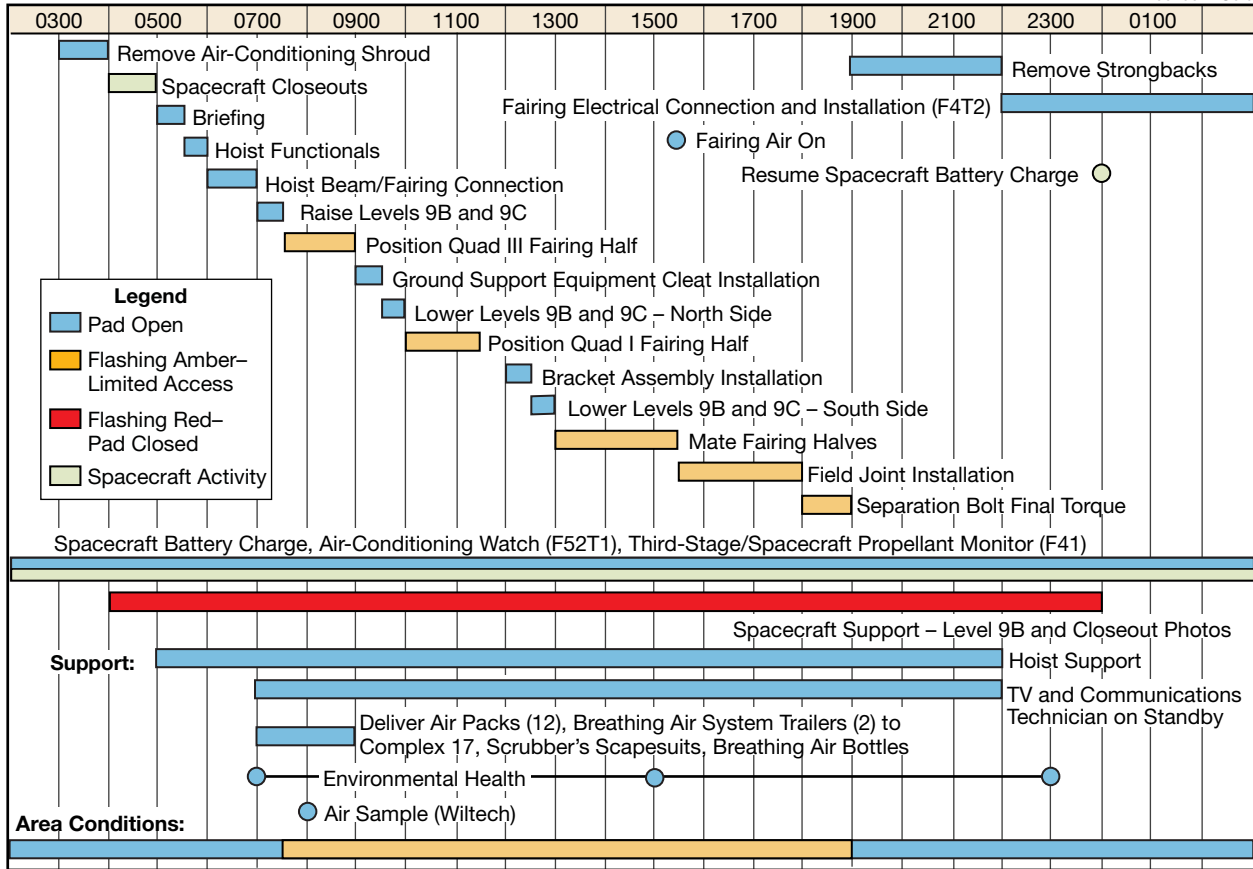 0300 0500 0700 0900 1100 1300 1500 1700 1900 2100 2300 0100
Remove Air-Conditioning Shroud
Remove Strongbacks
Spacecraft Closeouts
Fairing Electrical Connection and Installation (F4T2)
Briefing
Fairing Air On
Hoist Functionals
Resume Spacecraft Battery Charge
Hoist Beam/Fairing Connection
Raise Levels 9B and 9C
Position Quad III Fairing Half
Ground Support Equipment Cleat Installation
Lower Levels 9B and 9C – North Side
Position Quad I Fairing Half
Bracket Assembly Installation
Lower Levels 9B and 9C – South Side
Mate Fairing Halves
Field Joint Installation
Separation Bolt Final Torque
Legend
Pad Open
Flashing Amber–
Limited Access
Flashing Red–
Pad Closed
Spacecraft Activity
Spacecraft Battery Charge, Air-Conditioning Watch (F52T1), Third-Stage/Spacecraft Propellant Monitor (F41)
Spacecraft Support – Level 9B and Closeout Photos
Support:
Hoist Support
TV and Communications
Technician on Standby
Deliver Air Packs (12), Breathing Air System Trailers (2) to
Complex 17, Scrubber's Scapesuits, Breathing Air Bottles
Environmental Health
Air Sample (Wiltech)
Area Conditions: